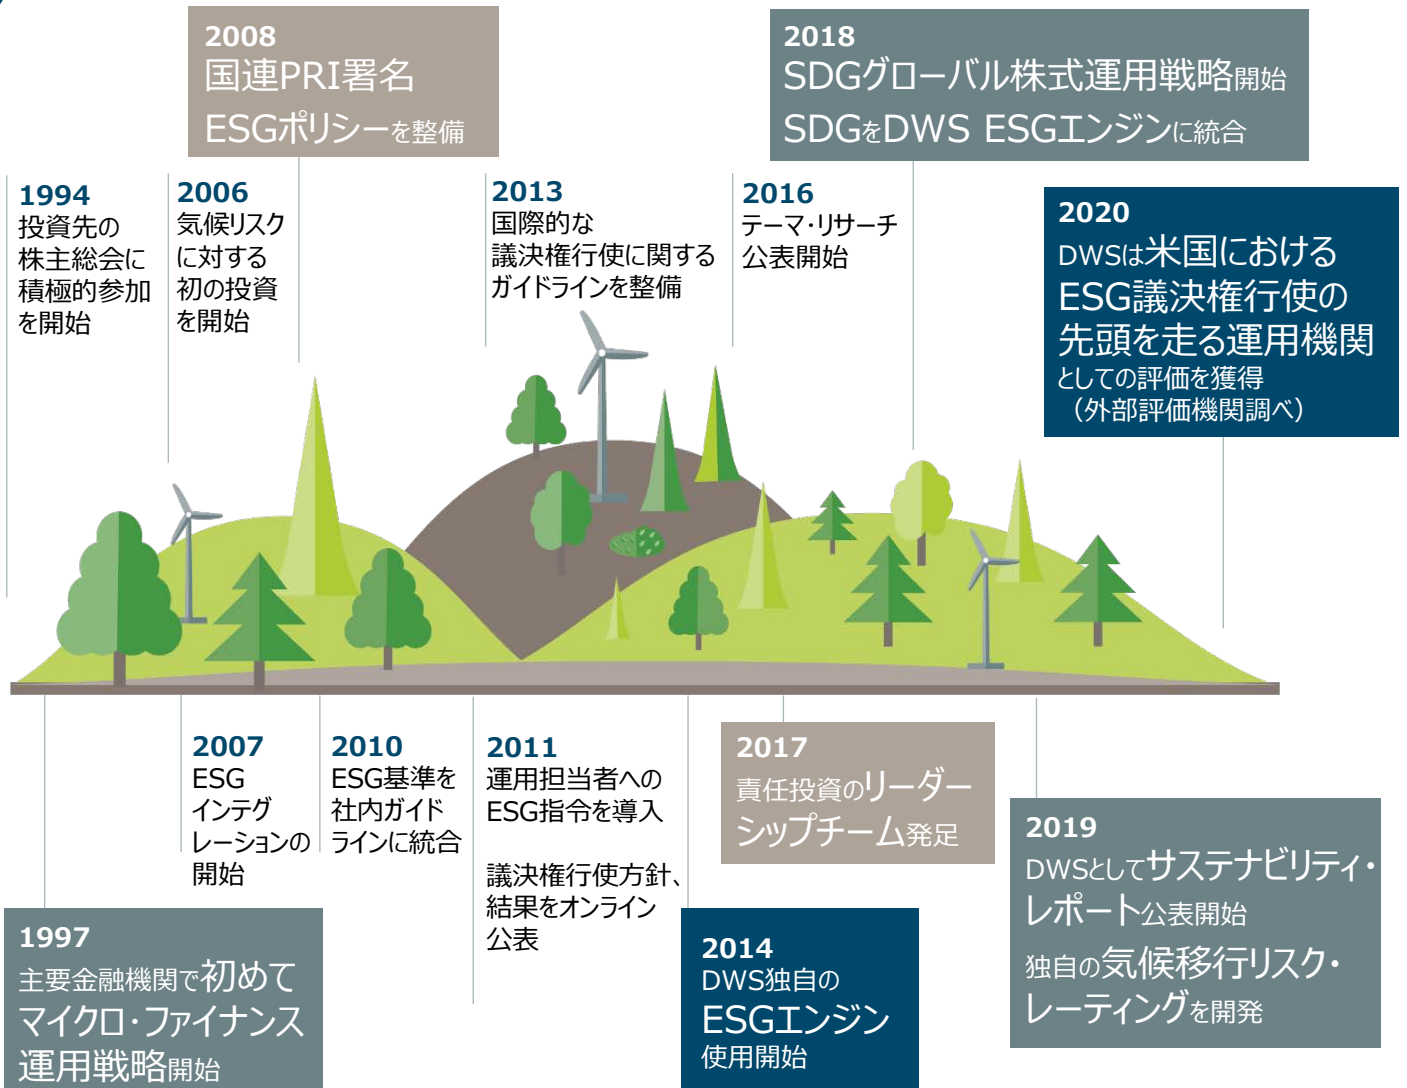 2008
国連PRI署名
ESGポリシーを整備
2018
SDGグローバル株式運用戦略開始
SDGをDWS ESGエンジンに統合
1994
投資先の
株主総会に
積極的参加
を開始
2006
気候リスク
に対する
初の投資
を開始
2013
国際的な
議決権行使に関する
ガイドラインを整備
2016
テーマ・リサーチ
公表開始
2020
DWSは米国における
ESG議決権行使の
先頭を走る運用機関
としての評価を獲得
（外部評価機関調べ）
1997
主要金融機関で初めて
マイクロ・ファイナンス
運用戦略開始
2007
ESG
インテグ
レーションの
開始
2010
ESG基準を
社内ガイド
ラインに統合
2011
運用担当者への
ESG指令を導入
議決権行使方針、
結果をオンライン
公表
2014
DWS独自の
ESGエンジン
使用開始
2017
責任投資のリーダー
シップチーム発足
2019
DWSとしてサステナビリティ・
レポート公表開始
独自の気候移行リスク・
レーティングを開発